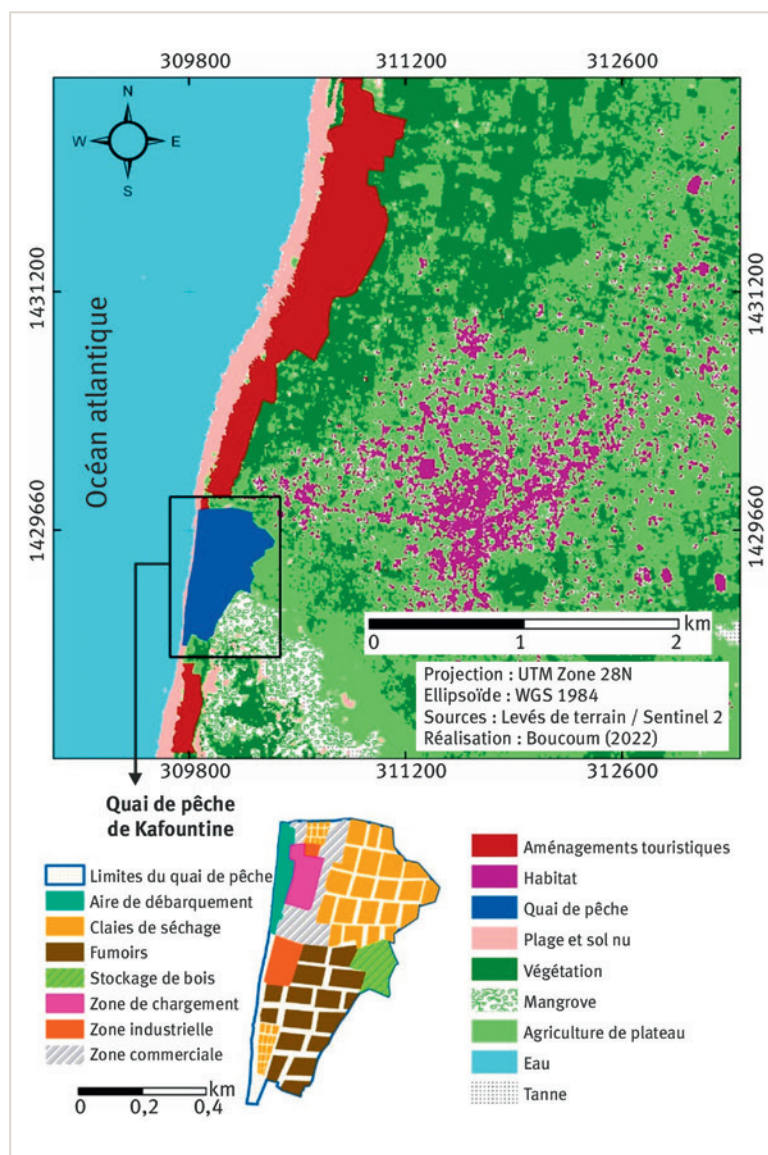 309800 311200 312600
N
W E
S
1431200
1431200
Océan atlantique
1429660
1429660
km
0 1 2
Projection : UTM Zone 28N
Ellipsoïde : WGS 1984
Sources : Levés de terrain / Sentinel 2
Réalisation : Boucoum (2022)
309800 311200 312600
Quai de pêche
de Kafountine
Limites du quai de pêche
Aire de débarquement
Claies de séchage
Fumoirs
Stockage de bois
Zone de chargement
Zone industrielle
Zone commerciale
km
0 0,2 0,4
Aménagements touristiques
Habitat
Quai de pêche
Plage et sol nu
Végétation
Mangrove
Agriculture de plateau
Eau
Tanne